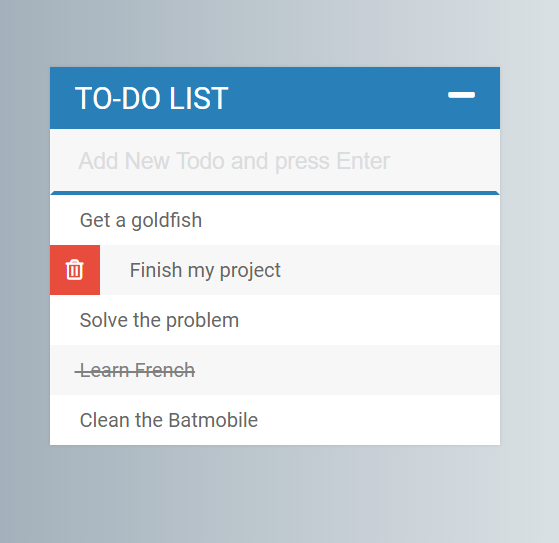 TO-DO LIST
Add New Todo and press Enter
Get a goldfish
Finish my project
Solve the problem
Learn French
Clean the Batmobile